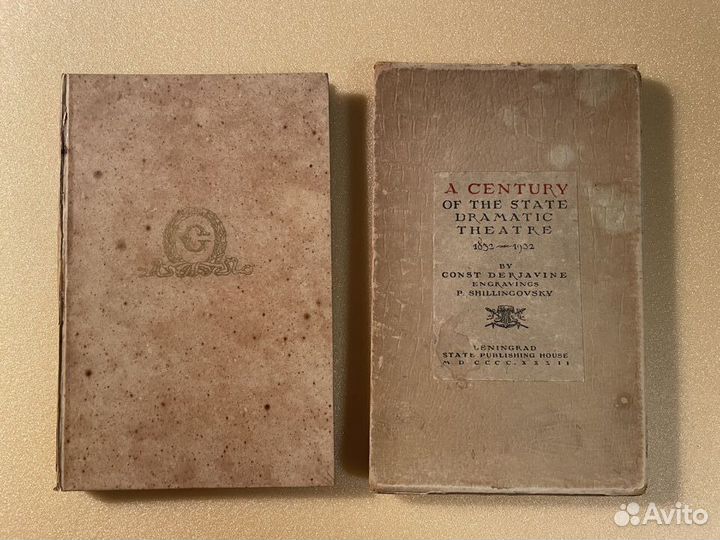 G
A CENTURY
OF THE STATE
DRAMATIC
THEATRE
1832—1932
BY
CONST DERJAVINE
ENGRAVINGS
P. SHILLINGOVSKY
LENINGRAD
STATE PUBLISHING HOUSE
M D CCCC.XXXII
Avito